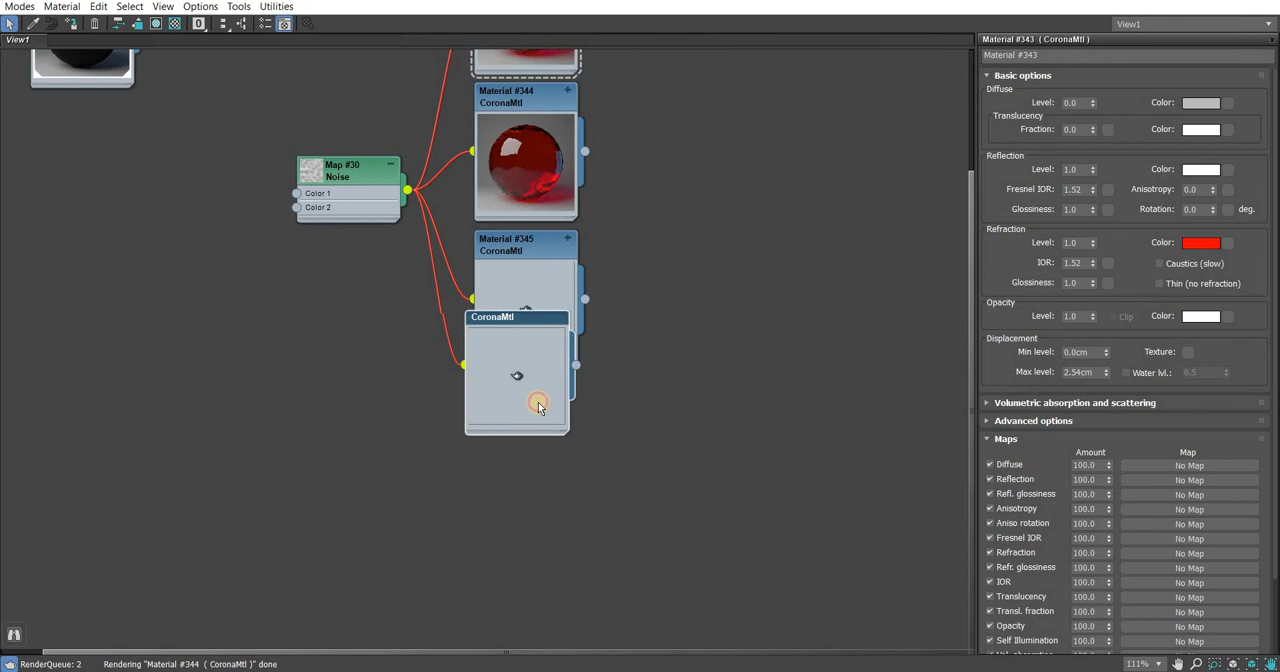 Modes Material Edit Select View Options Tools Utilities
0
View1
View1
Material #344
CoronaMtl
Map #30
Noise
Color 1
Color 2
Material #345
CoronaMtl
CoronaMtl
Material #343 ( CoronaMtl )
Material #343
Basic options
Diffuse
Level: 0.0 Color:
Translucency
Fraction: 0.0 Color:
Reflection
Level: 1.0 Color:
Fresnel IOR: 1.52 Anisotropy: 0.0
Glossiness: 1.0 Rotation: 0.0 deg.
Refraction
Level: 1.0 Color:
IOR: 1.52 Caustics (slow)
Glossiness: 1.0 Thin (no refraction)
Opacity
Level: 1.0 Clip Color:
Displacement
Min level: 0.0cm Texture:
Max level: 2.54cm Water lvl.: 0.5
Volumetric absorption and scattering
Advanced options
Maps
Amount Map
Diffuse 100.0 No Map
Reflection 100.0 No Map
Refl. glossiness 100.0 No Map
Anisotropy 100.0 No Map
Aniso rotation 100.0 No Map
Fresnel IOR 100.0 No Map
Refraction 100.0 No Map
Refr. glossiness 100.0 No Map
IOR 100.0 No Map
Translucency 100.0 No Map
Transl. fraction 100.0 No Map
Opacity 100.0 No Map
Self Illumination 100.0 No Map
RenderQueue: 2 Rendering "Material #344 ( CoronaMtl )" done
111%